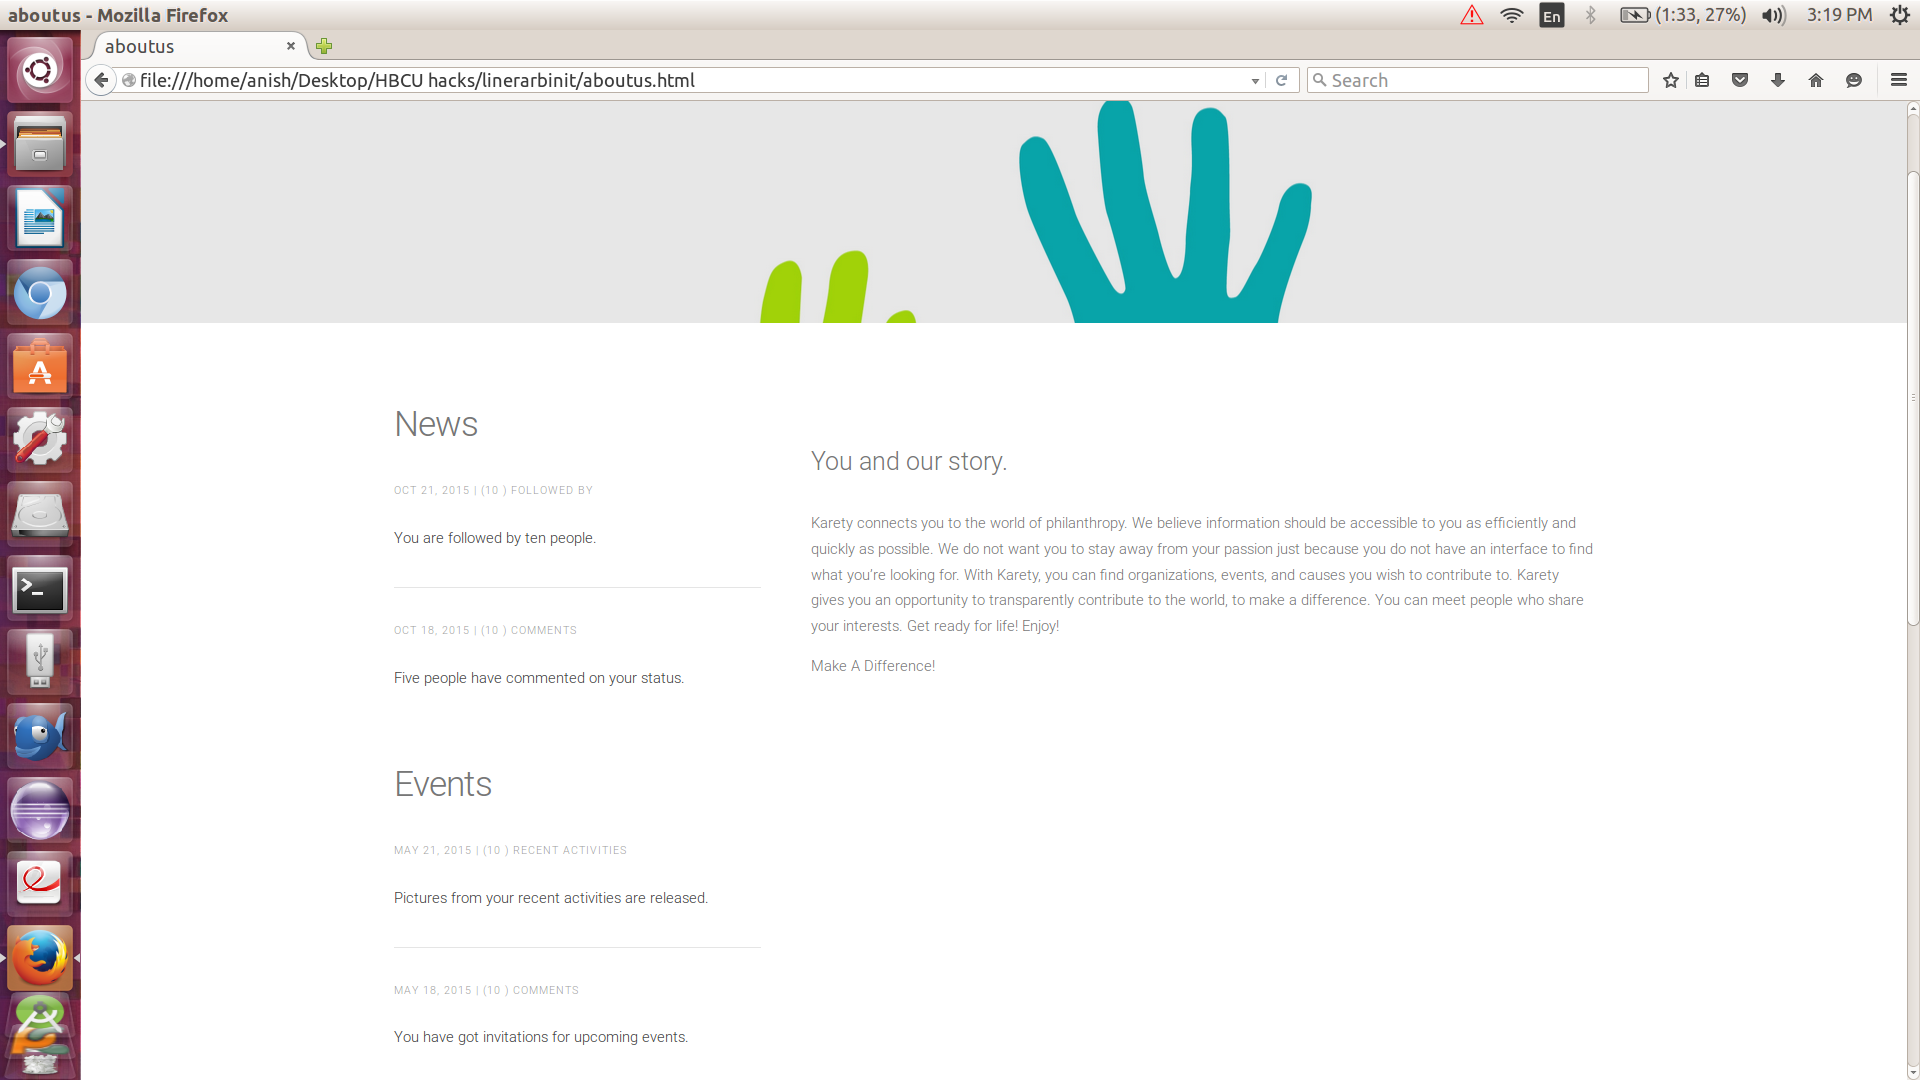 aboutus - Mozilla Firefox
En
(1:33, 27%)
3:19 PM
aboutus
file:///home/anish/Desktop/HBCU hacks/linerarbinit/aboutus.html
Search
News
OCT 21, 2015 | (10 ) FOLLOWED BY
You are followed by ten people.
OCT 18, 2015 | (10 ) COMMENTS
Five people have commented on your status.
Events
MAY 21, 2015 | (10 ) RECENT ACTIVITIES
Pictures from your recent activities are released.
MAY 18, 2015 | (10 ) COMMENTS
You have got invitations for upcoming events.
You and our story.
Karety connects you to the world of philanthropy. We believe information should be accessible to you as efficiently and
quickly as possible. We do not want you to stay away from your passion just because you do not have an interface to find
what you're looking for. With Karety, you can find organizations, events, and causes you wish to contribute to. Karety
gives you an opportunity to transparently contribute to the world, to make a difference. You can meet people who share
your interests. Get ready for life! Enjoy!
Make A Difference!